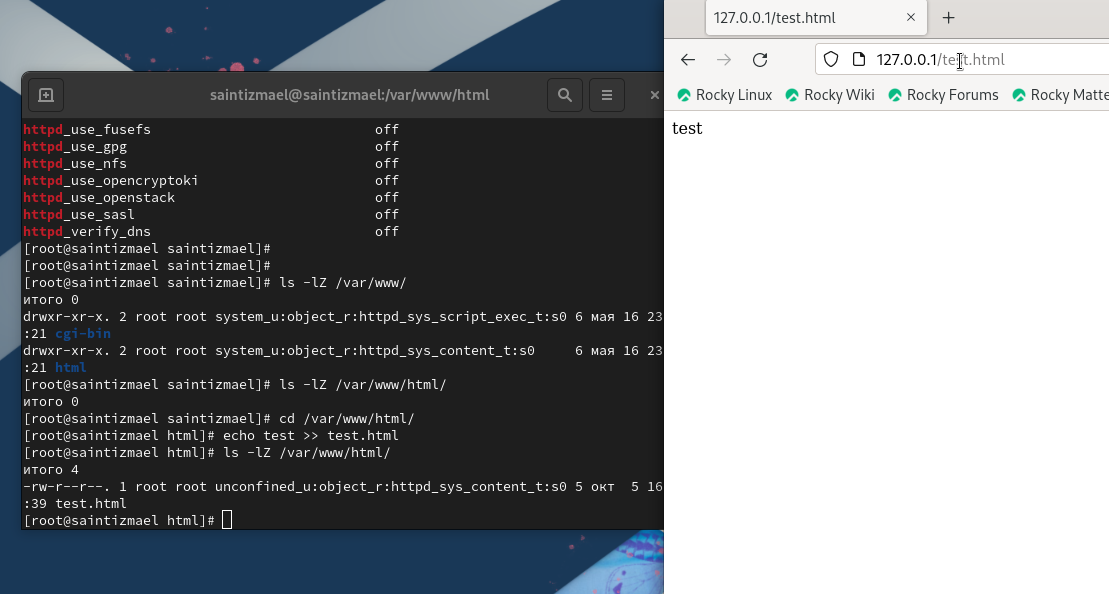 saintizmael@saintizmael:/var/www/html
httpd_use_fusefs off
httpd_use_gpg off
httpd_use_nfs off
httpd_use_opencryptoki off
httpd_use_openstack off
httpd_use_sasl off
httpd_verify_dns off
[root@saintizmael saintizmael]#
[root@saintizmael saintizmael]#
[root@saintizmael saintizmael]# ls -lZ /var/www/
итого 0
drwxr-xr-x. 2 root root system_u:object_r:httpd_sys_script_exec_t:s0 6 мая 16 23
:21 cgi-bin
drwxr-xr-x. 2 root root system_u:object_r:httpd_sys_content_t:s0 6 мая 16 23
:21 html
[root@saintizmael saintizmael]# ls -lZ /var/www/html/
итого 0
[root@saintizmael saintizmael]# cd /var/www/html/
[root@saintizmael html]# echo test >> test.html
[root@saintizmael html]# ls -lZ /var/www/html/
итого 4
-rw-r--r--. 1 root root unconfined_u:object_r:httpd_sys_content_t:s0 5 окт 5 16
:39 test.html
[root@saintizmael html]#
127.0.0.1/test.html
127.0.0.1/test.html
Rocky Linux Rocky Wiki Rocky Forums Rocky Matte
test